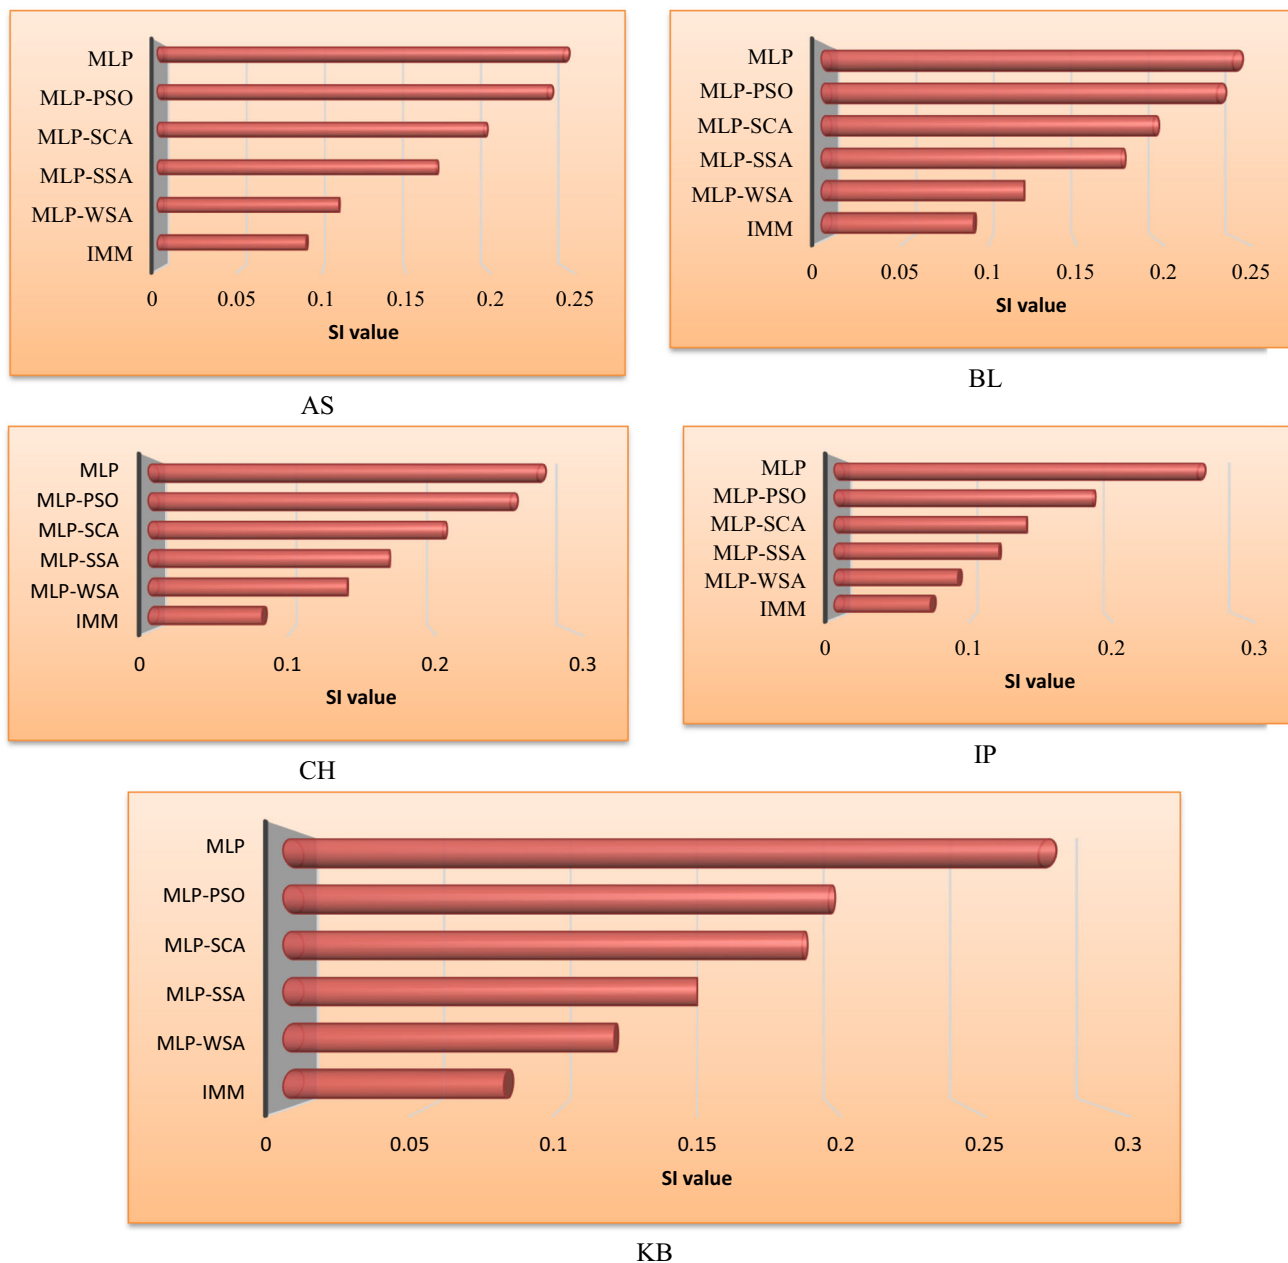 MLP
MLP-PSO
MLP-SCA
MLP-SSA
MLP-WSA
IMM
0 0.05 0.1 0.15 0.2 0.25
SI value
AS
MLP
MLP-PSO
MLP-SCA
MLP-SSA
MLP-WSA
IMM
0 0.05 0.1 0.15 0.2 0.25
SI value
BL
MLP
MLP-PSO
MLP-SCA
MLP-SSA
MLP-WSA
IMM
0 0.1 0.2 0.3
SI value
CH
MLP
MLP-PSO
MLP-SCA
MLP-SSA
MLP-WSA
IMM
0 0.1 0.2 0.3
SI value
IP
MLP
MLP-PSO
MLP-SCA
MLP-SSA
MLP-WSA
IMM
0 0.05 0.1 0.15 0.2 0.25 0.3
SI value
KB